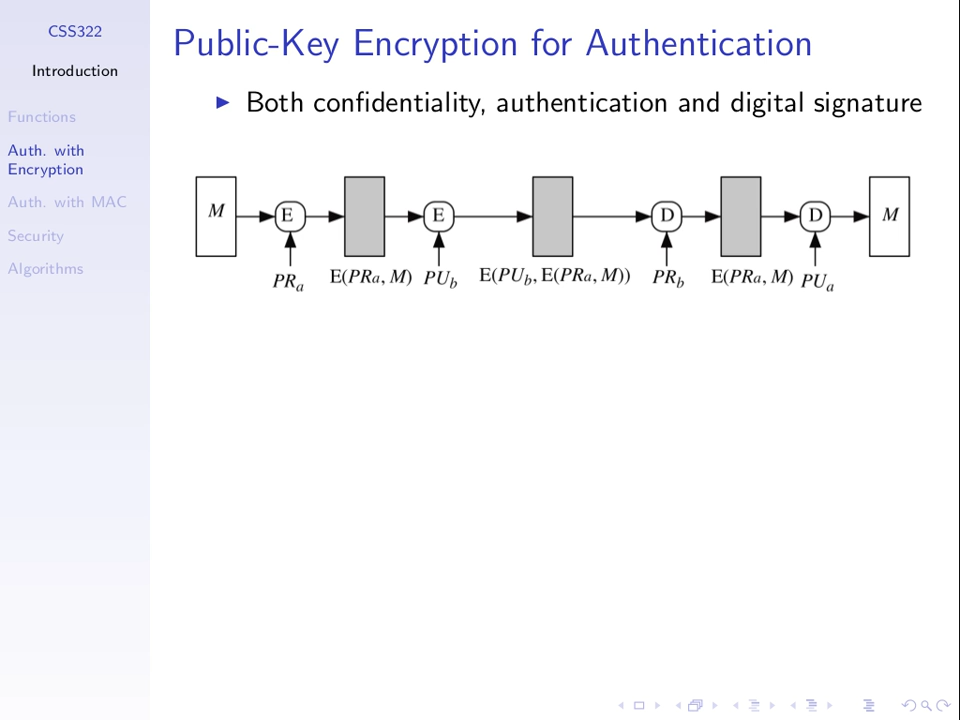 CSS322
Introduction
Functions
Auth. with
Encryption
Auth. with MAC
Security
Algorithms
Public-Key Encryption for Authentication
Both confidentiality, authentication and digital signature
M E E D D M
PRa E(PRa, M) PUb E(PUb, E(PRa, M)) PRb E(PRa, M) PUa